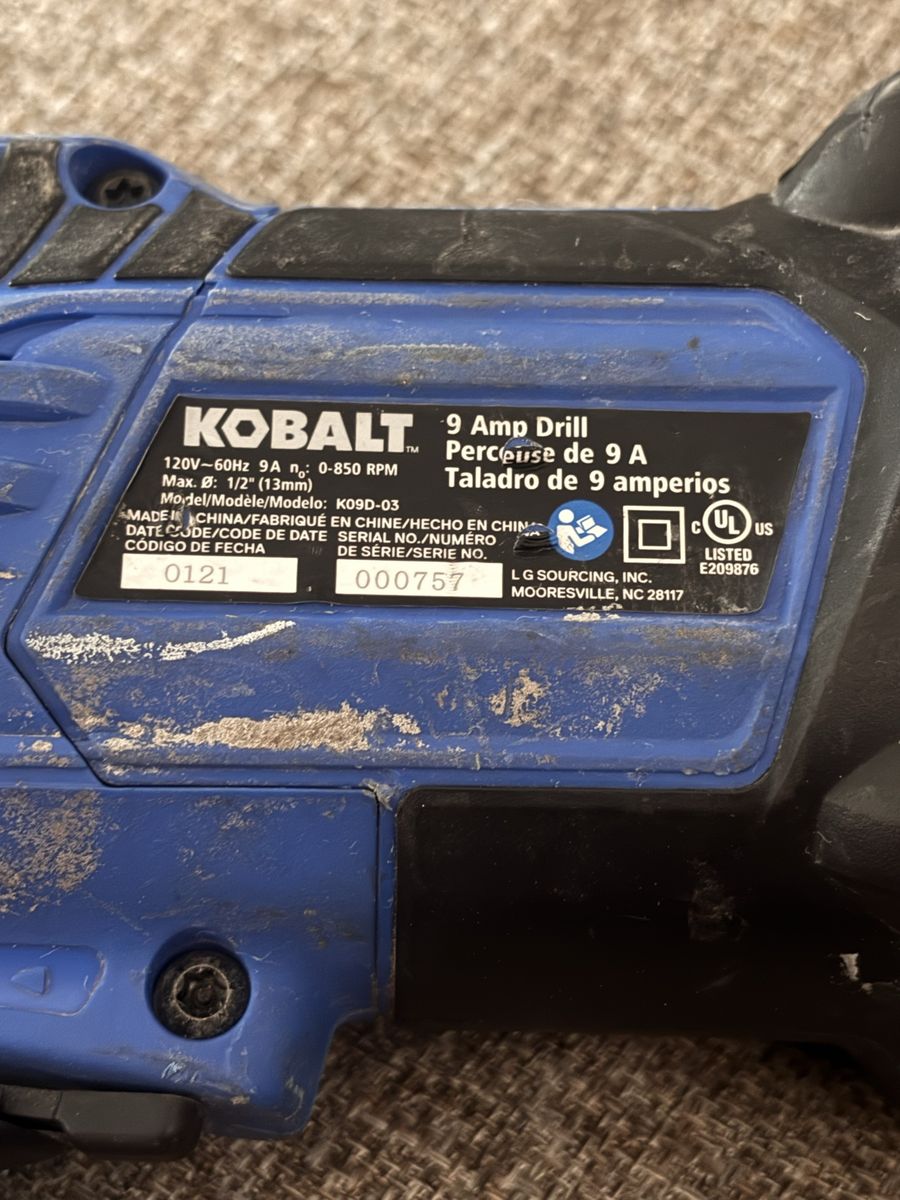 KOBALT™
120V~60Hz 9A n₀: 0-850 RPM
Max. Ø: 1/2" (13mm)
Model/Modèle/Modelo: K09D-03
MADE IN CHINA/FABRIQUÉ EN CHINE/HECHO EN CHINA
DATE CODE/CODE DE DATE
CÓDIGO DE FECHA
0121
SERIAL NO./NUMÉRO
DE SÉRIE/SERIE NO.
000757
9 Amp Drill
Perceuse de 9 A
Taladro de 9 amperios
C UL US
LISTED
E209876
L G SOURCING, INC.
MOORESVILLE, NC 28117